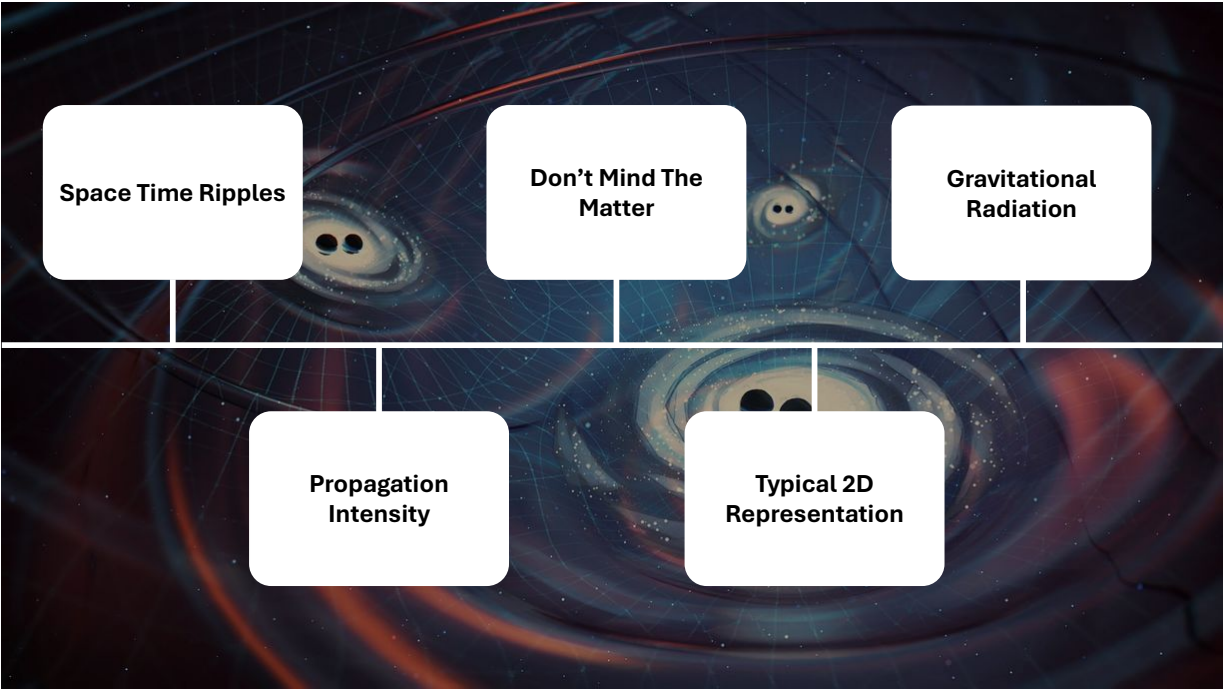 Space Time Ripples
Don’t Mind The
Matter
Gravitational
Radiation
Propagation
Intensity
Typical 2D
Representation